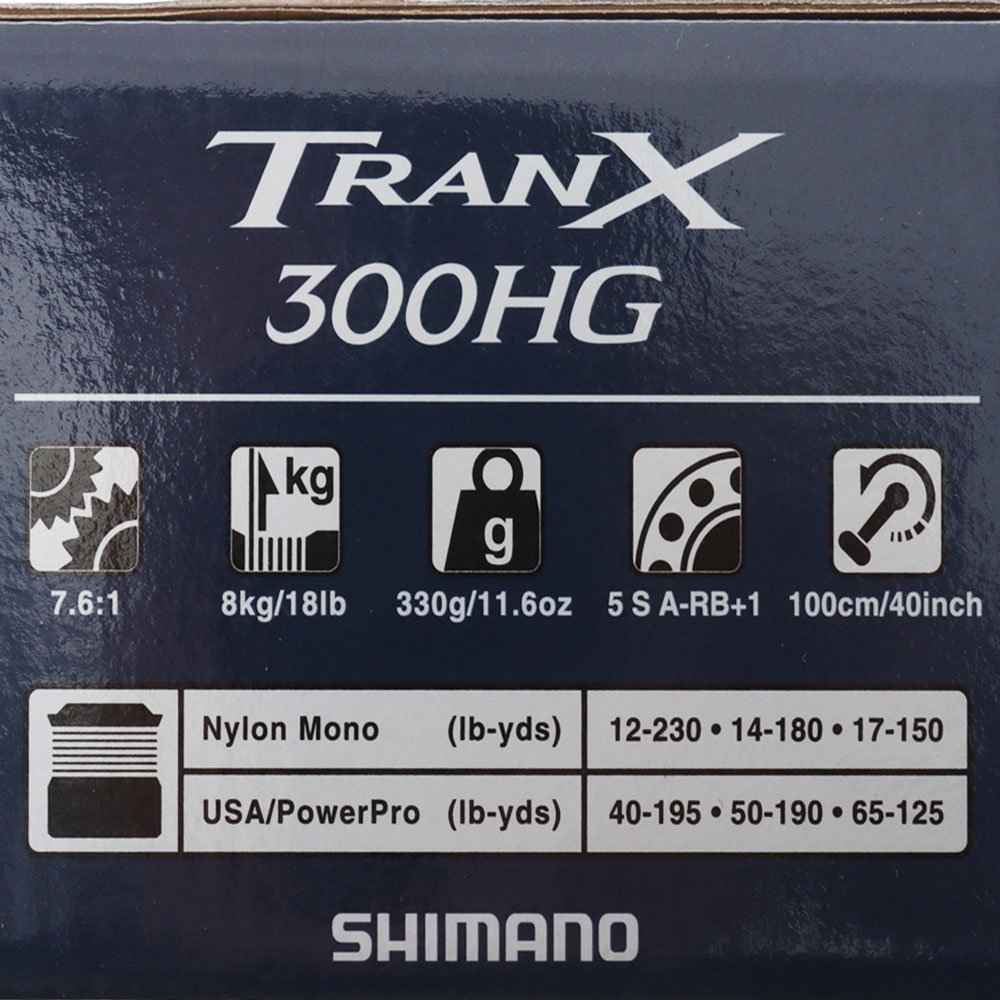 TRANX
300HG
kg
g
7.6:1 8kg/18lb 330g/11.6oz 5 S A-RB+1 100cm/40inch
Nylon Mono (lb-yds) 12-230 • 14-180 • 17-150
USA/PowerPro (lb-yds) 40-195 • 50-190 • 65-125
SHIMANO